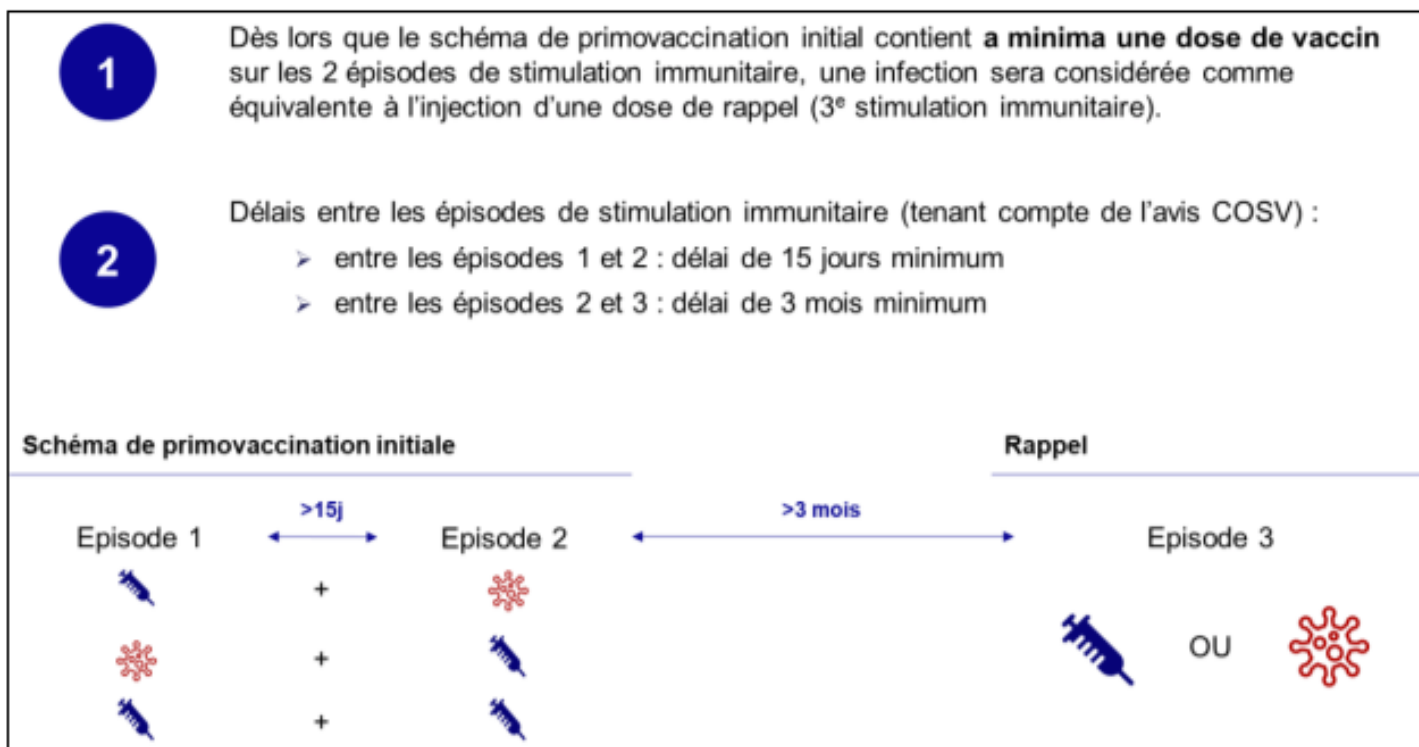 1
Dès lors que le schéma de primovaccination initial contient a minima une dose de vaccin
sur les 2 épisodes de stimulation immunitaire, une infection sera considérée comme
équivalente à l'injection d'une dose de rappel (3e stimulation immunitaire).
2
Délais entre les épisodes de stimulation immunitaire (tenant compte de l'avis COSV) :
➢ entre les épisodes 1 et 2 : délai de 15 jours minimum
➢ entre les épisodes 2 et 3 : délai de 3 mois minimum
Schéma de primovaccination initiale
Rappel
>15j
>3 mois
Episode 1
Episode 2
Episode 3
+
+
OU
+